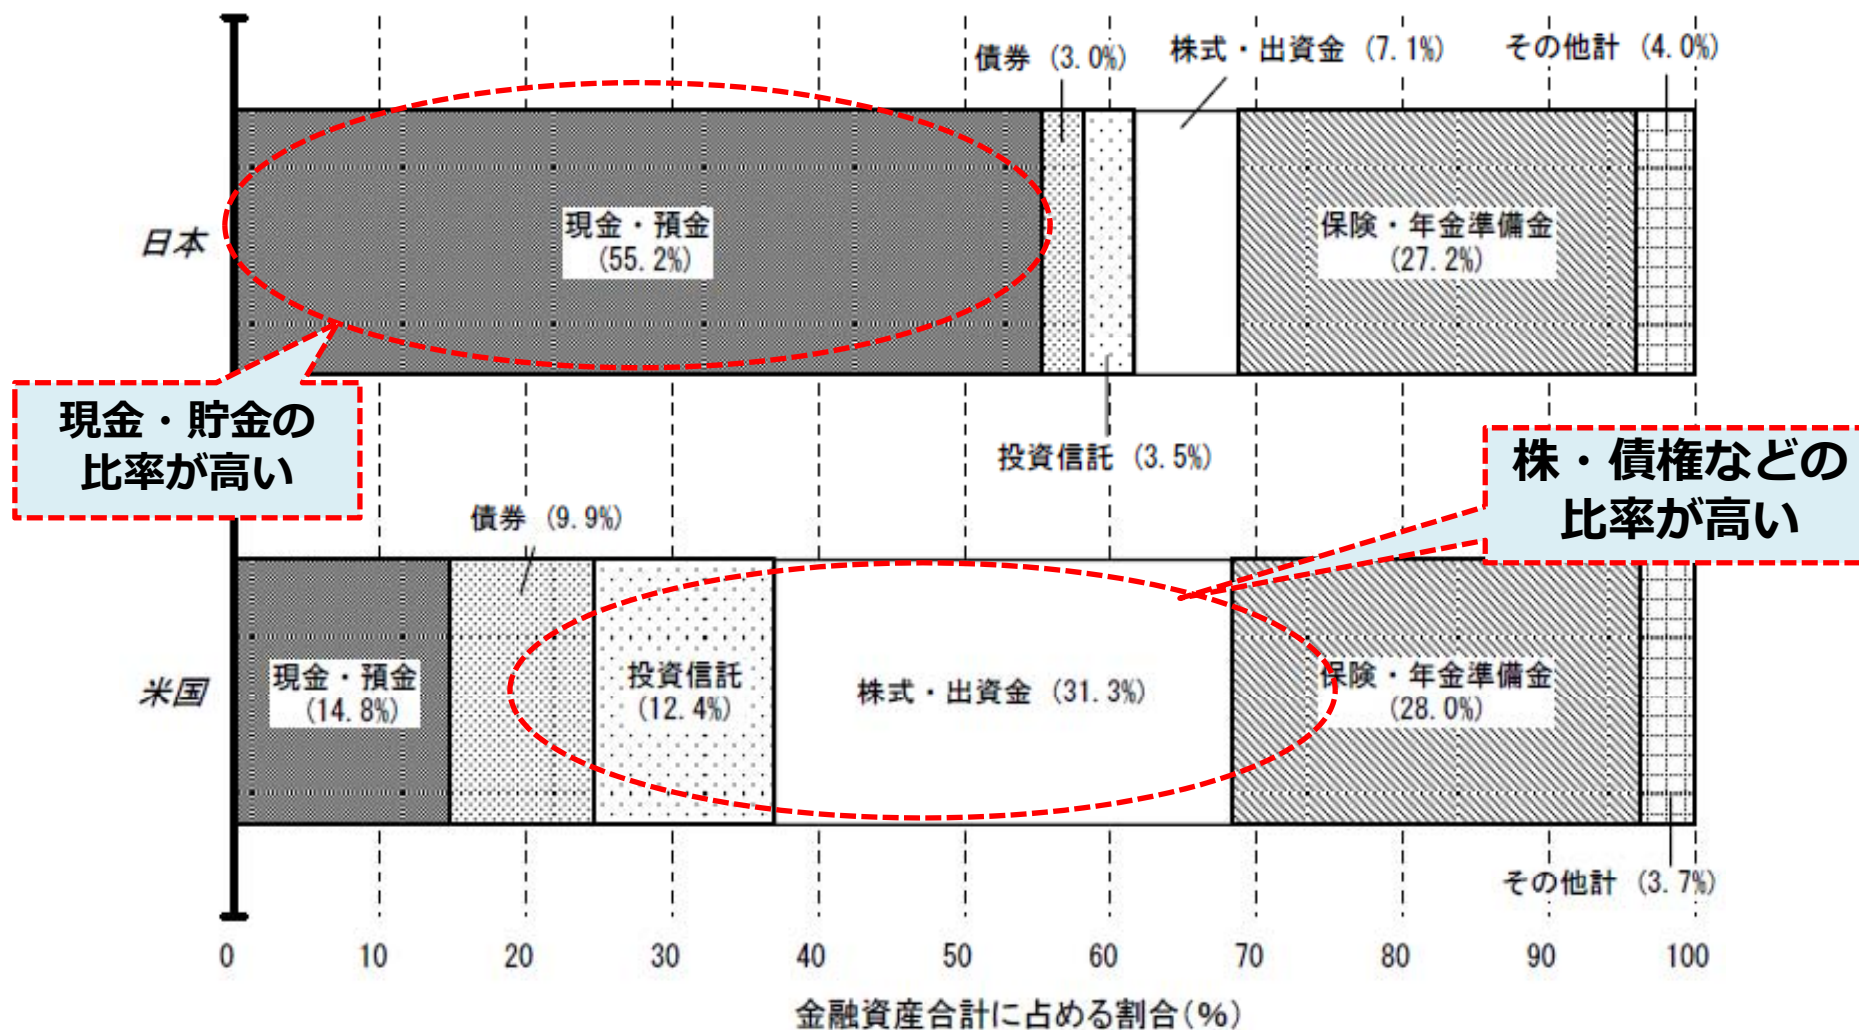 債券 (3.0%)
株式・出資金 (7.1%)
その他計 (4.0%)
日本
現金・預金
(55.2%)
保険・年金準備金
(27.2%)
投資信託 (3.5%)
現金・貯金の
比率が高い
株・債権などの
比率が高い
債券 (9.9%)
米国
現金・預金
(14.8%)
投資信託
(12.4%)
株式・出資金 (31.3%)
保険・年金準備金
(28.0%)
その他計 (3.7%)
0 10 20 30 40 50 60 70 80 90 100
金融資産合計に占める割合(%)